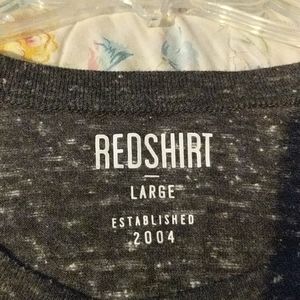 REDSHIRT
LARGE
ESTABLISHED
2004